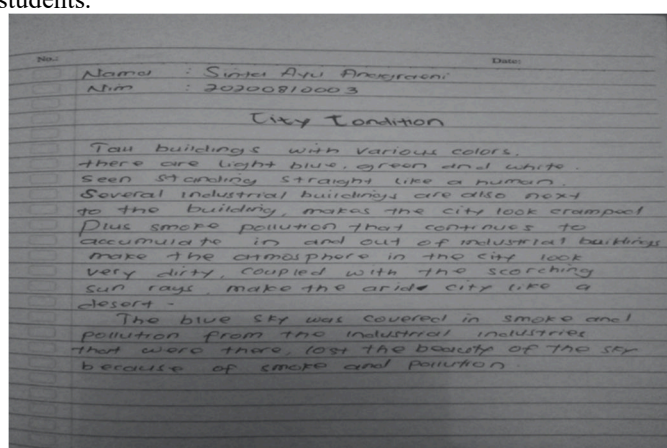 students.
No.:
Date:
Nama : Sinta Ayu Anggraeni
Nim : 20200810003
City Condition
Tall buildings with various colors.
there are light blue, green and white.
seen standing straight like a human.
Several industrial buildings are also next
to the building, makes the city look cramped
Plus smoke pollution that continues to
accumulate in and out of industrial buildings
make the atmosphere in the city look
very dirty, coupled with the scorching
sun rays, make the arid city like a
desert.
The blue sky was covered in smoke and
pollution from the industrial industries
that were there, lost the beauty of the sky
because of smoke and pollution.